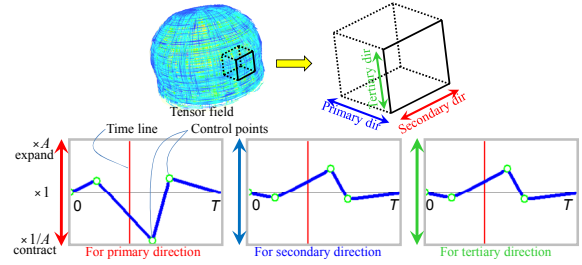 Tensor field
Primary dir
Tertiary dir
Secondary dir
Time line
Control points
×A
expand
×1
×1/A
contract
0
T
0
T
0
T
For primary direction
For secondary direction
For tertiary direction